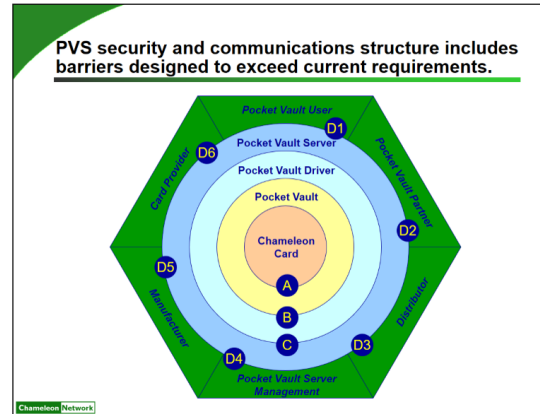 PVS security and communications structure includes
barriers designed to exceed current requirements.
Pocket Vault User
D1
Pocket Vault Server
D6
Pocket Vault Driver
Card Provider
Pocket Vault Partner
Pocket Vault
Chameleon
Card
D2
D5
A
Manufacturer
Distributor
B
C
D3
D4
Pocket Vault Server
Management
Chameleon Network